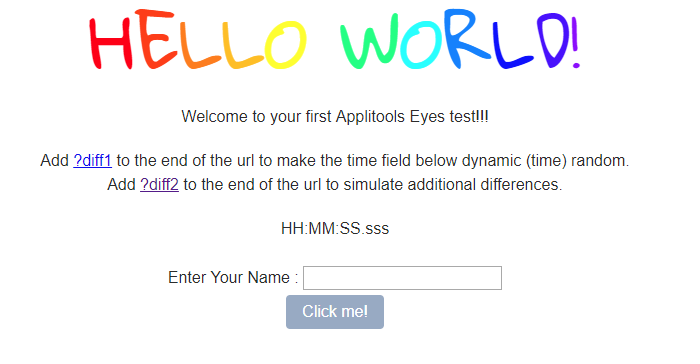 HELLO WORLD!
Welcome to your first Applitools Eyes test!!!
Add ?diff1 to the end of the url to make the time field below dynamic (time) random.
Add ?diff2 to the end of the url to simulate additional differences.
HH:MM:SS.sss
Enter Your Name :
Click me!